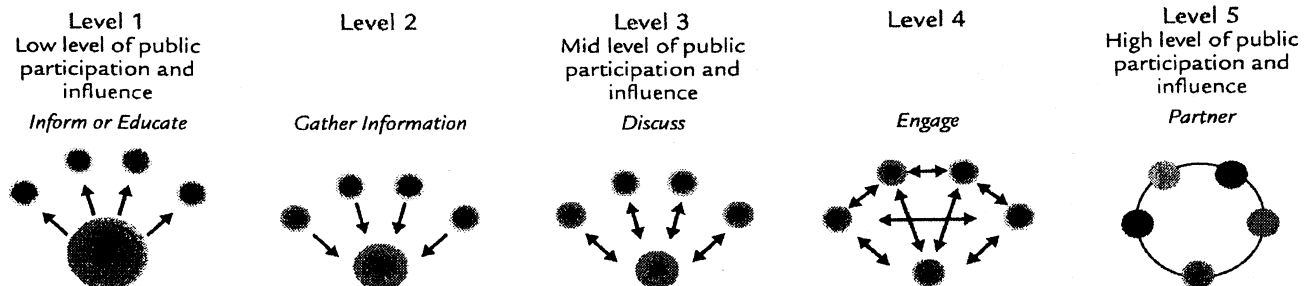 Level 1
Low level of public
participation and
influence
Inform or Educate
Level 2
Gather Information
Level 3
Mid level of public
participation and
influence
Discuss
Level 4
Engage
Level 5
High level of public
participation and
influence
Partner